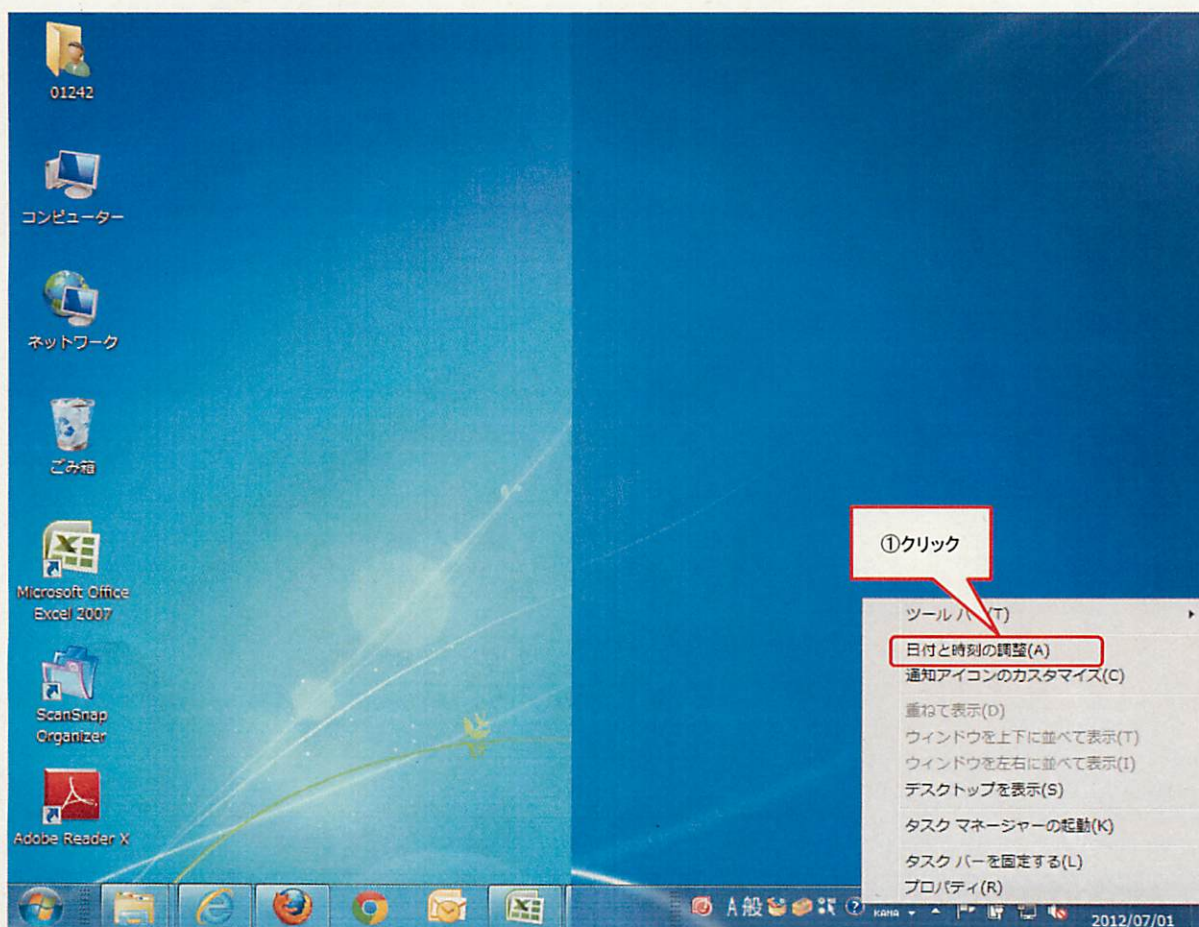 01242
コンピューター
ネットワーク
ごみ箱
Microsoft Office
Excel 2007
ScanSnap
Organizer
Adobe Reader X
①クリック
ツール (T)
日付と時刻の調整(A)
通知アイコンのカスタマイズ(C)
重ねて表示(D)
ウィンドウを上下に並べて表示(T)
ウィンドウを左右に並べて表示(I)
デスクトップを表示(S)
タスク マネージャーの起動(K)
タスク バーを固定する(L)
プロパティ(R)
A 般
KANA
2012/07/01